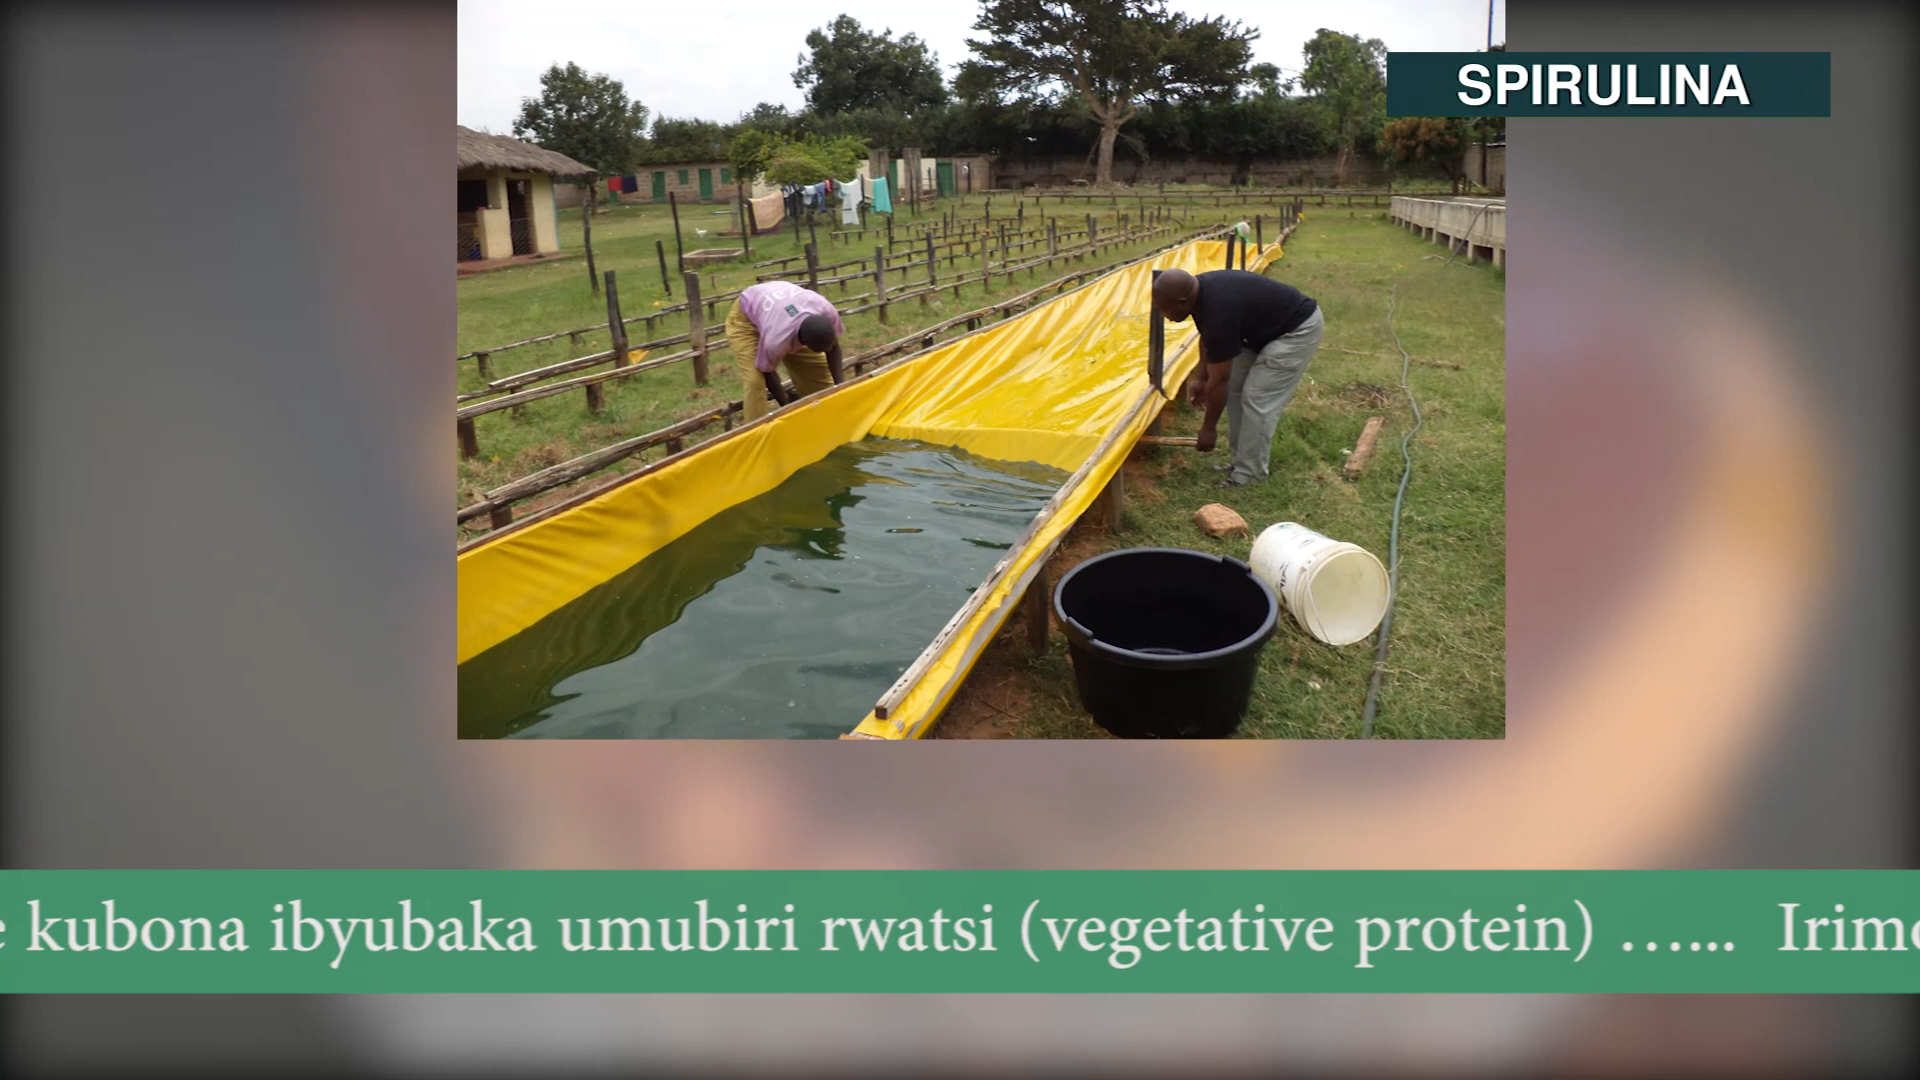 SPIRULINA
kubona ibyubaka umubiri rwatsi (vegetative protein) …...